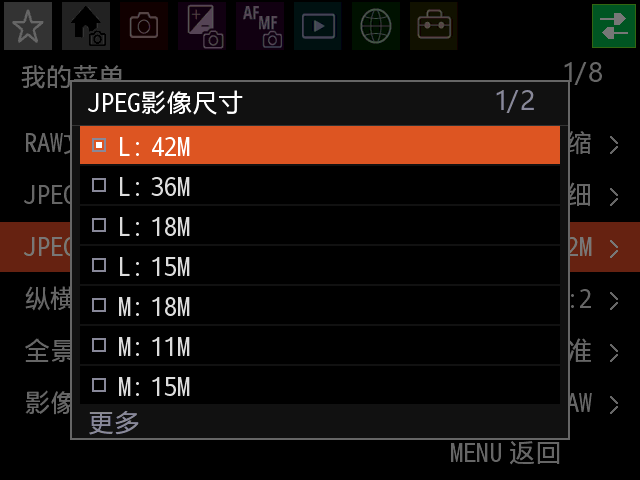 AF MF
我的菜单 1/8
JPEG影像尺寸 1/2
L: 42M
L: 36M
L: 18M
L: 15M
M: 18M
M: 11M
M: 15M
更多
RAW 缩
JPEG 细
JPEG 2M
纵横 :2
全景 准
影像 AW
MENU 返回